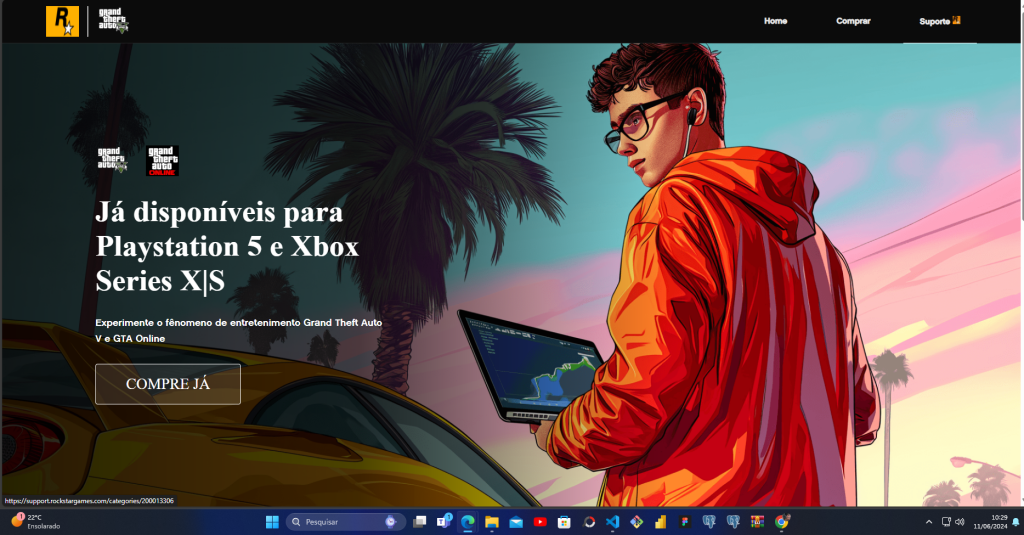 R
grand
theft
auto
Home
Comprar
Suporte
grand
theft
auto
grand
theft
auto
ONLINE
Já disponíveis para
Playstation 5 e Xbox
Series X|S
Experimente o fênomeno de entretenimento Grand Theft Auto
V e GTA Online
COMPRE JÁ
https://support.rockstargames.com/categories/200013306
1
22°C
Ensolarado
Pesquisar
10:29
11/06/2024